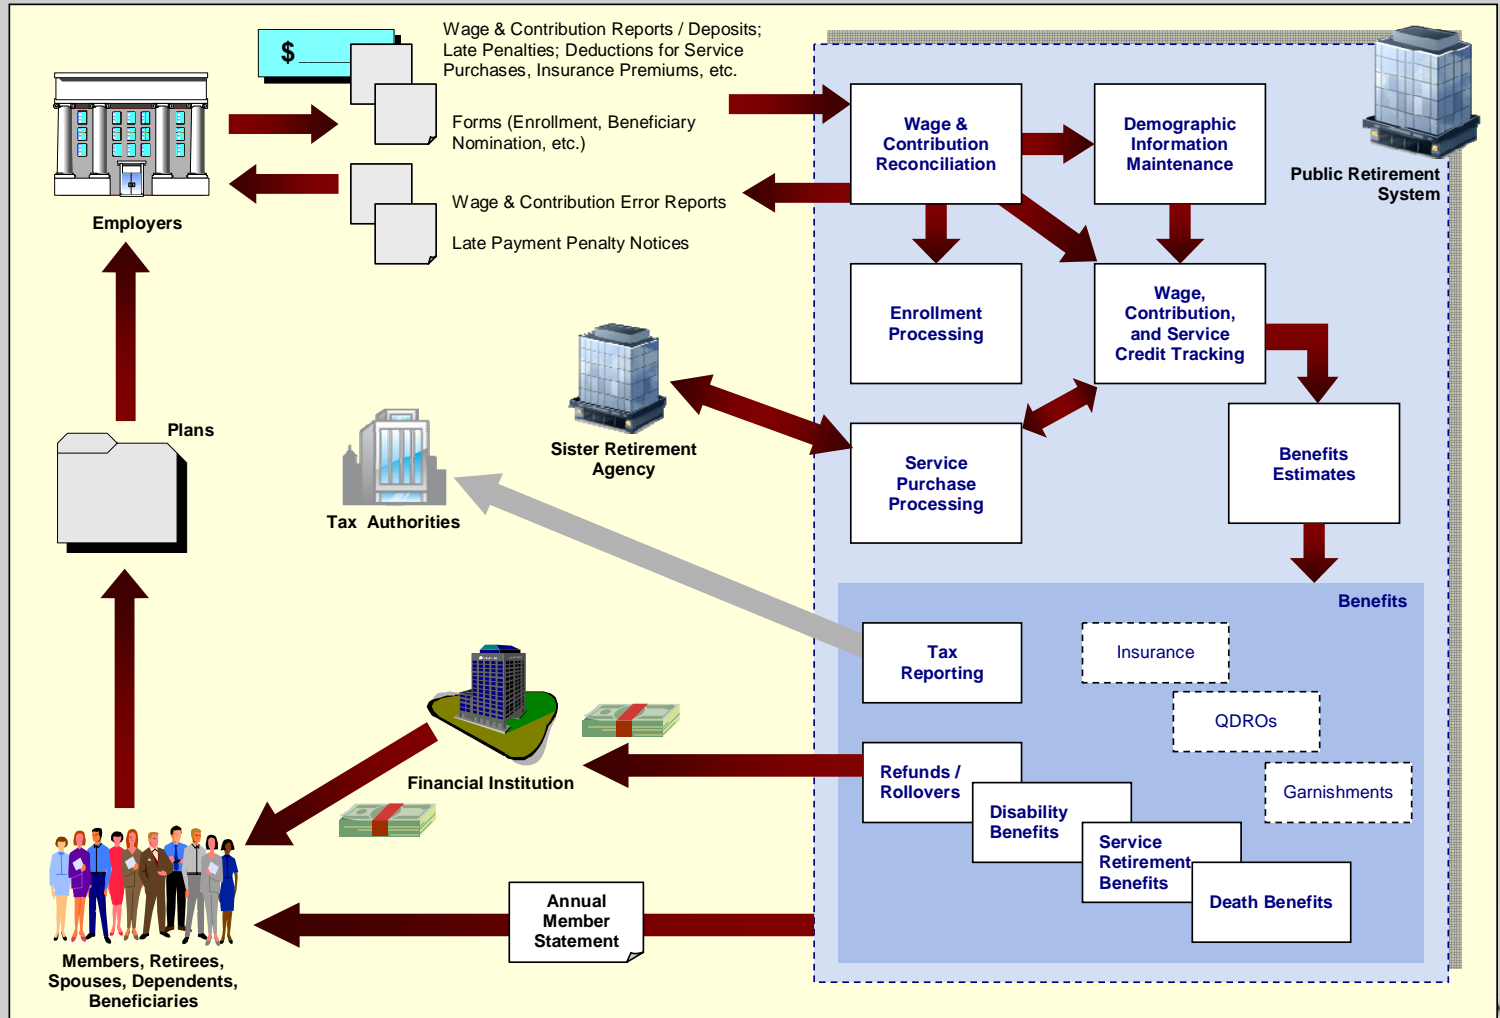 $ ______
Wage & Contribution Reports / Deposits;
Late Penalties; Deductions for Service
Purchases, Insurance Premiums, etc.
Forms (Enrollment, Beneficiary
Nomination, etc.)
Wage & Contribution Error Reports
Late Payment Penalty Notices
Employers
Wage &
Contribution
Reconciliation
Demographic
Information
Maintenance
Public Retirement
System
Enrollment
Processing
Wage,
Contribution,
and Service
Credit Tracking
Plans
Sister Retirement
Agency
Tax Authorities
Service
Purchase
Processing
Benefits
Estimates
Benefits
Tax
Reporting
Insurance
QDROs
Garnishments
Financial Institution
Refunds /
Rollovers
Disability
Benefits
Service
Retirement
Benefits
Death Benefits
Annual
Member
Statement
Members, Retirees,
Spouses, Dependents,
Beneficiaries